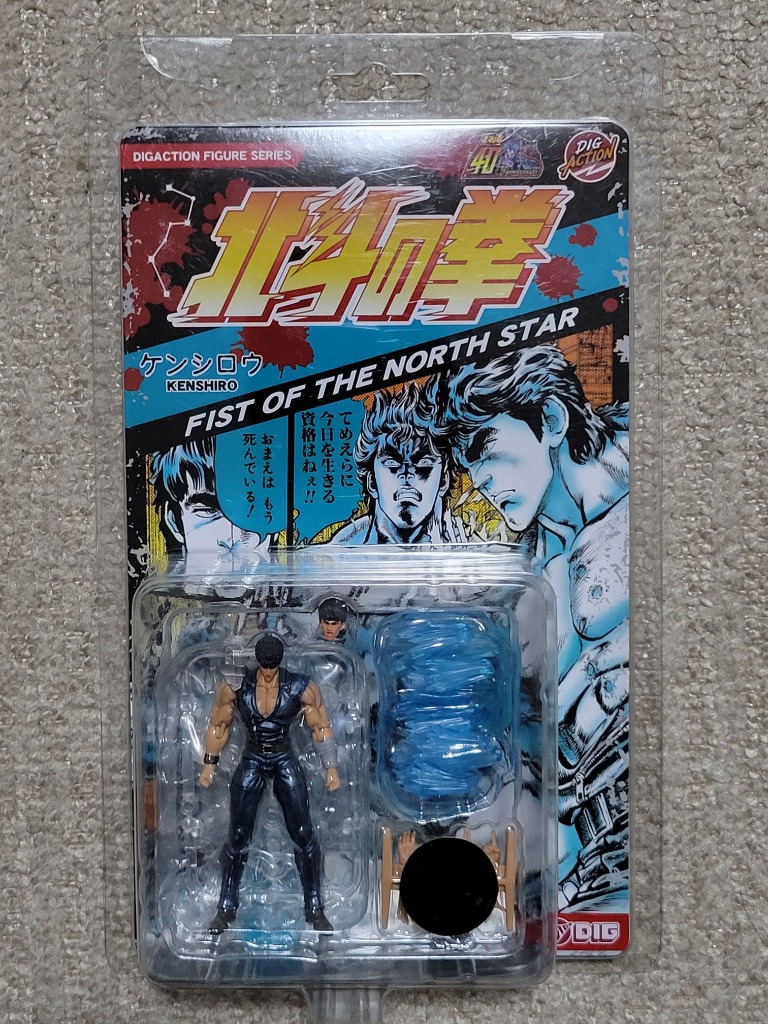 DIGACTION FIGURE SERIES
40
DIG
ACTION
北斗の拳
FIST OF THE NORTH STAR
ケンシロウ
KENSHIRO
てめえらに
今日を生きる
資格はねぇ!!
おまえは もう
死んでいる!
DIG